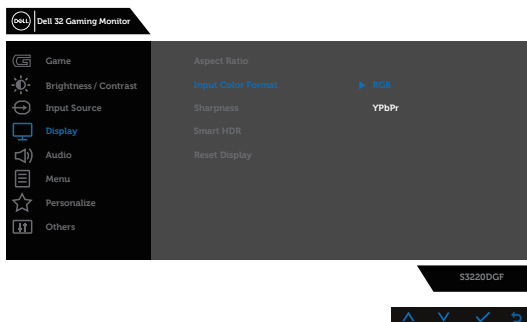 DELL Dell 32 Gaming Monitor
Game
Aspect Ratio
Brightness / Contrast
Input Color Format
RGB
Input Source
Sharpness
YPbPr
Display
Smart HDR
Audio
Reset Display
Menu
Personalize
Others
S3220DGF